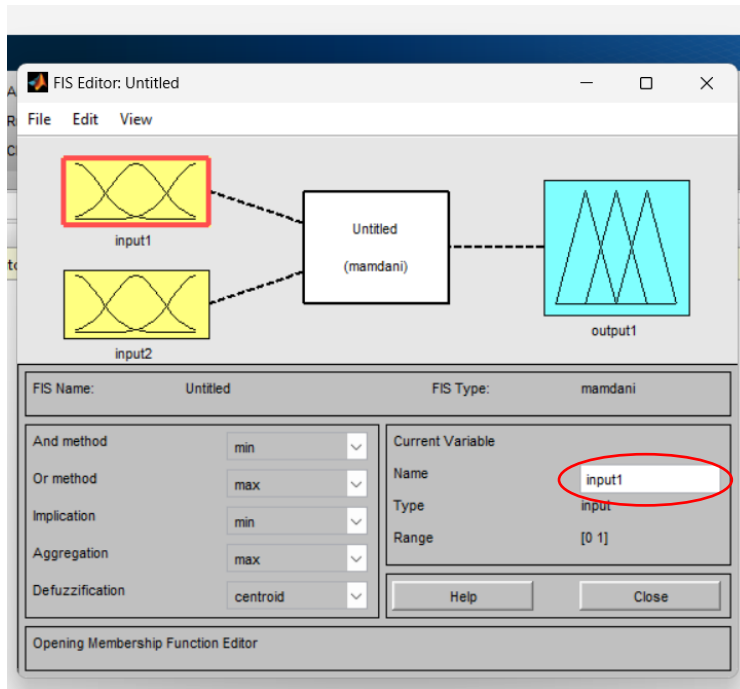 FIS Editor: Untitled
File Edit View
input1
input2
Untitled
(mamdani)
output1
FIS Name: Untitled FIS Type: mamdani
And method min
Or method max
Implication min
Aggregation max
Defuzzification centroid
Current Variable
Name input1
Type input
Range [0 1]
Help Close
Opening Membership Function Editor